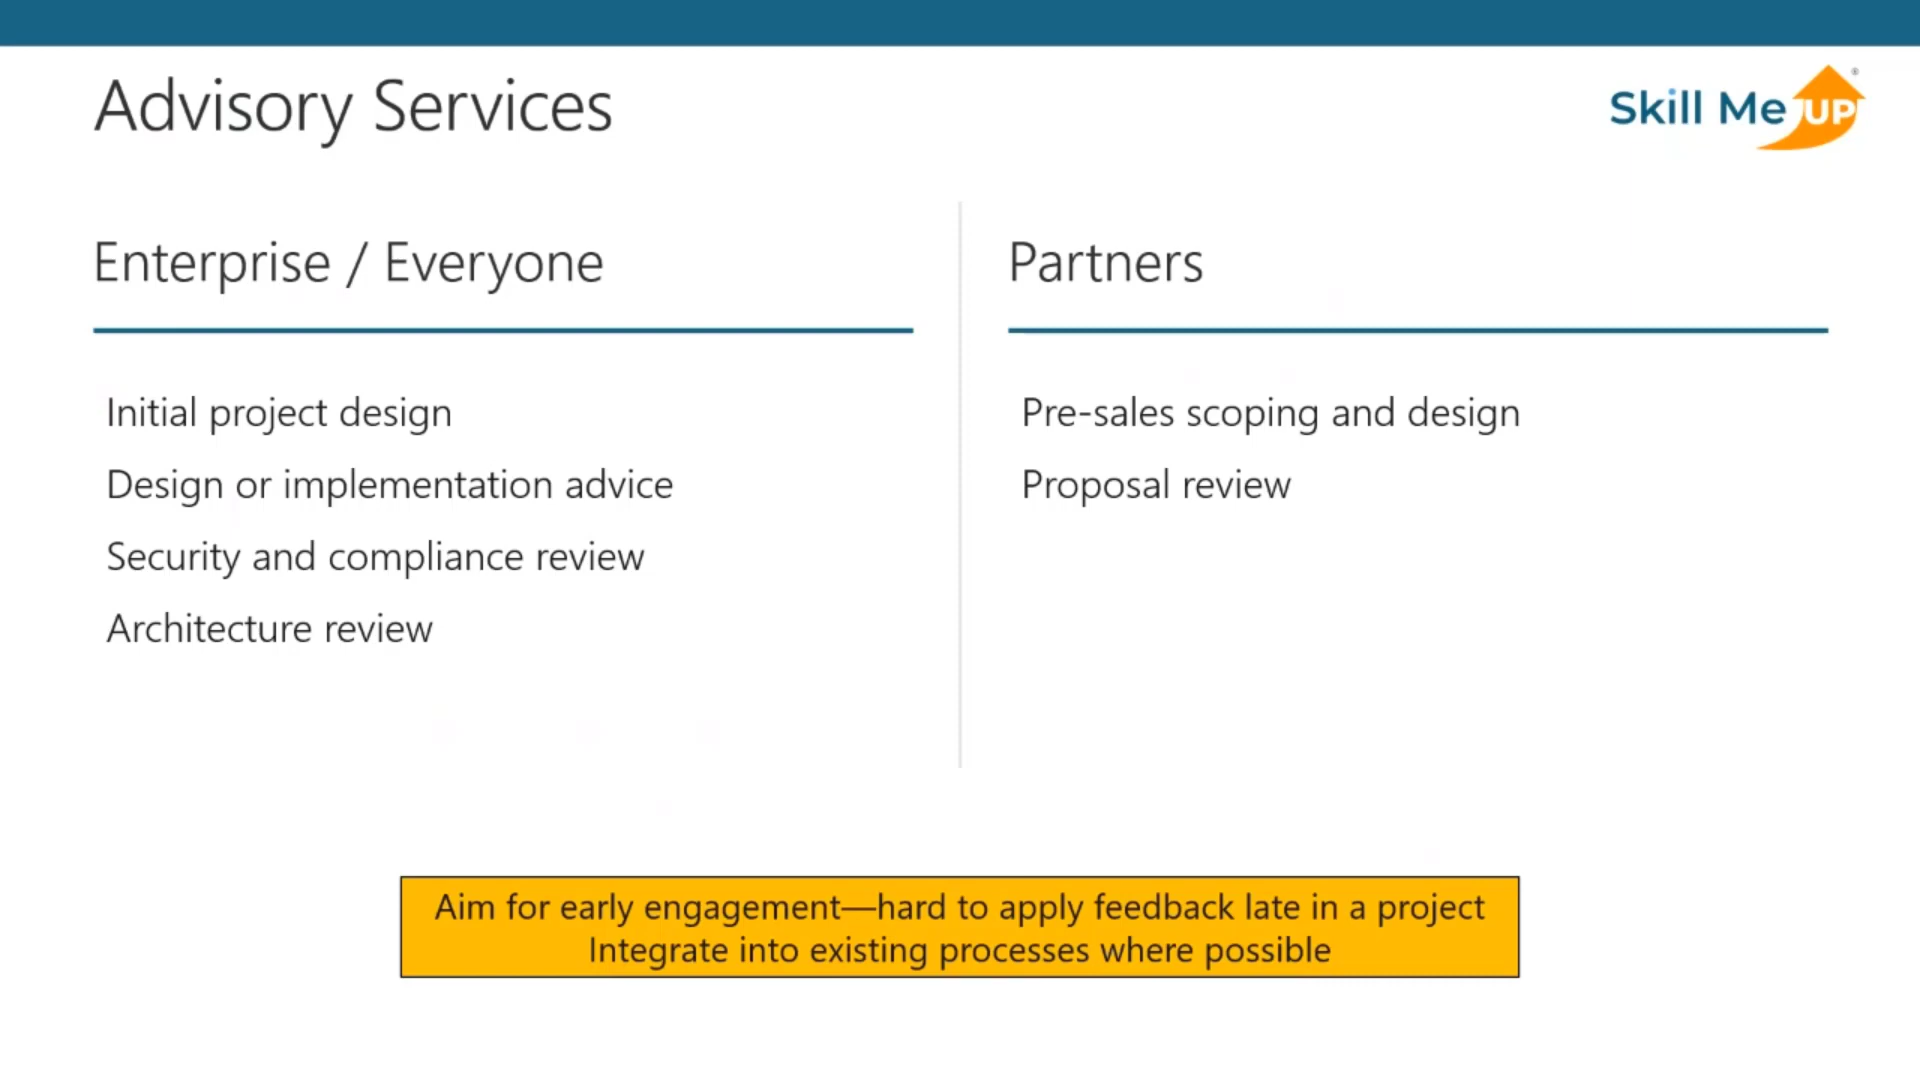 Advisory Services
Skill Me UP®
Enterprise / Everyone
Initial project design
Design or implementation advice
Security and compliance review
Architecture review
Partners
Pre-sales scoping and design
Proposal review
Aim for early engagement—hard to apply feedback late in a project
Integrate into existing processes where possible